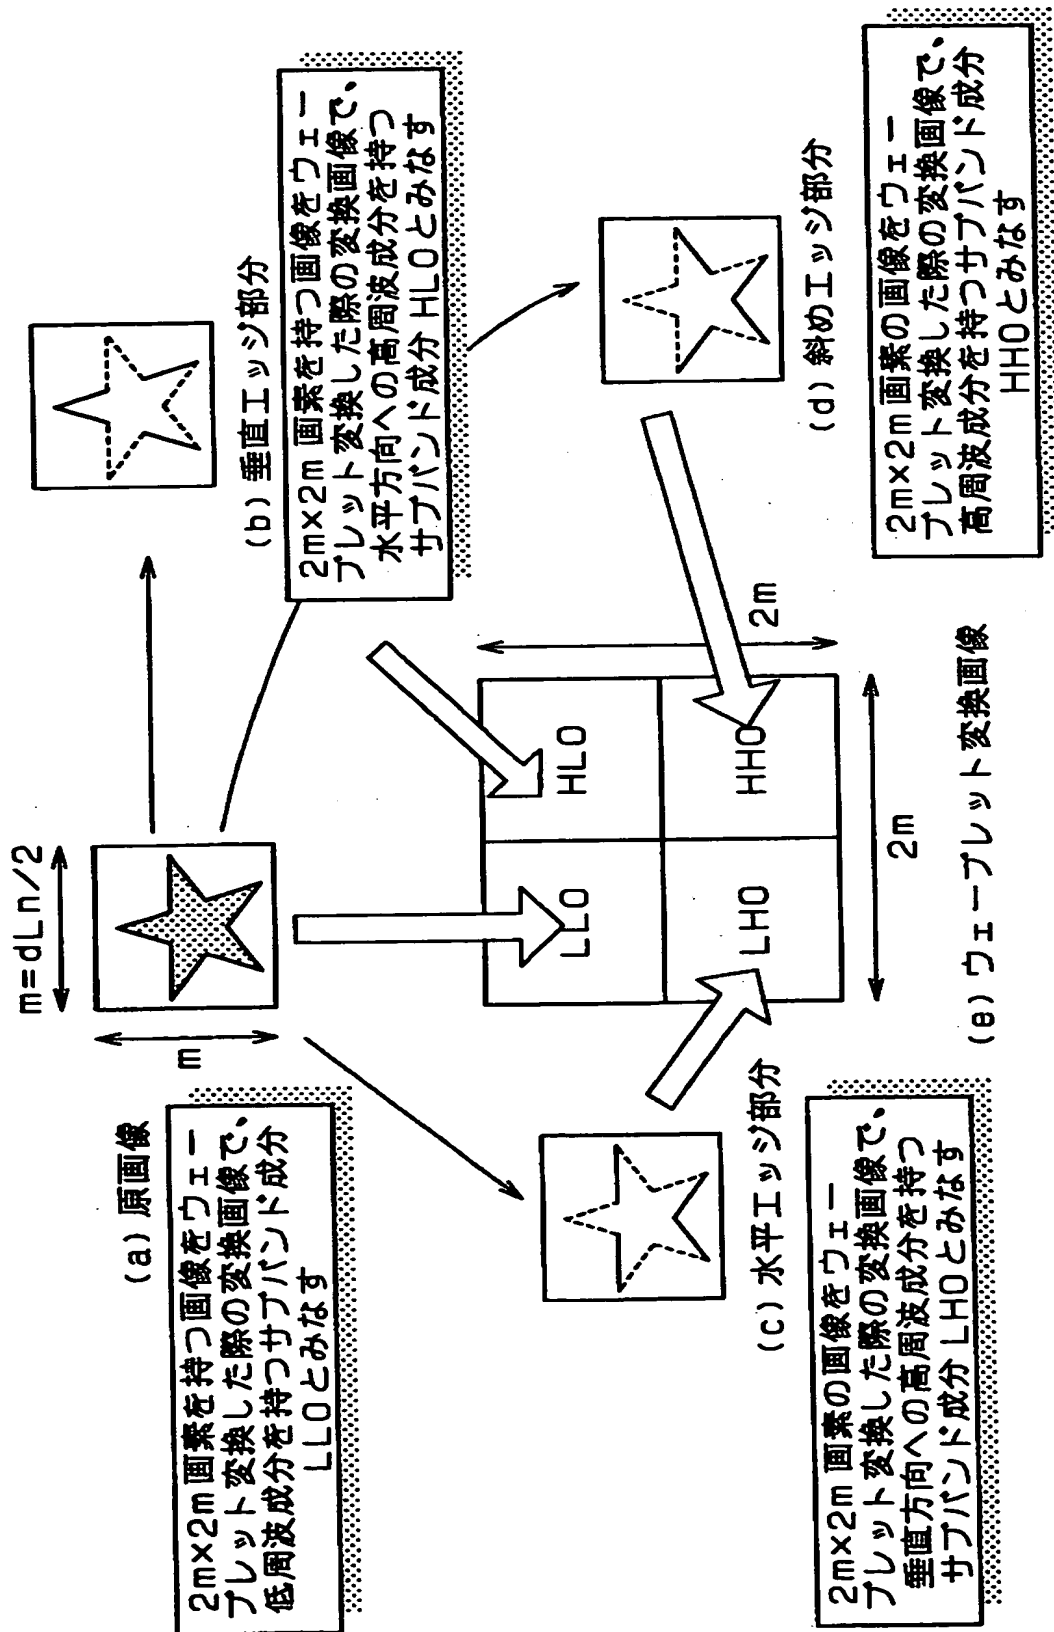 m=dLn/2
m
(a) 原画像
2m×2m 画素を持つ画像をウェー
ブレット変換した際の変換画像で、
低周波成分を持つサブバンド成分
LL0とみなす
(b) 垂直エッジ部分
2m×2m 画素を持つ画像をウェー
ブレット変換した際の変換画像で、
水平方向への高周波成分を持つ
サブバンド成分 HL0とみなす
(c) 水平エッジ部分
2m×2m 画素の画像をウェー
ブレット変換した際の変換画像で、
垂直方向への高周波成分を持つ
サブバンド成分 LH0とみなす
(d) 斜めエッジ部分
2m×2m 画素の画像をウェー
ブレット変換した際の変換画像で、
高周波成分を持つサブバンド成分
HH0とみなす
LL0
HL0
LH0
HH0
2m
2m
(e) ウェーブレット変換画像